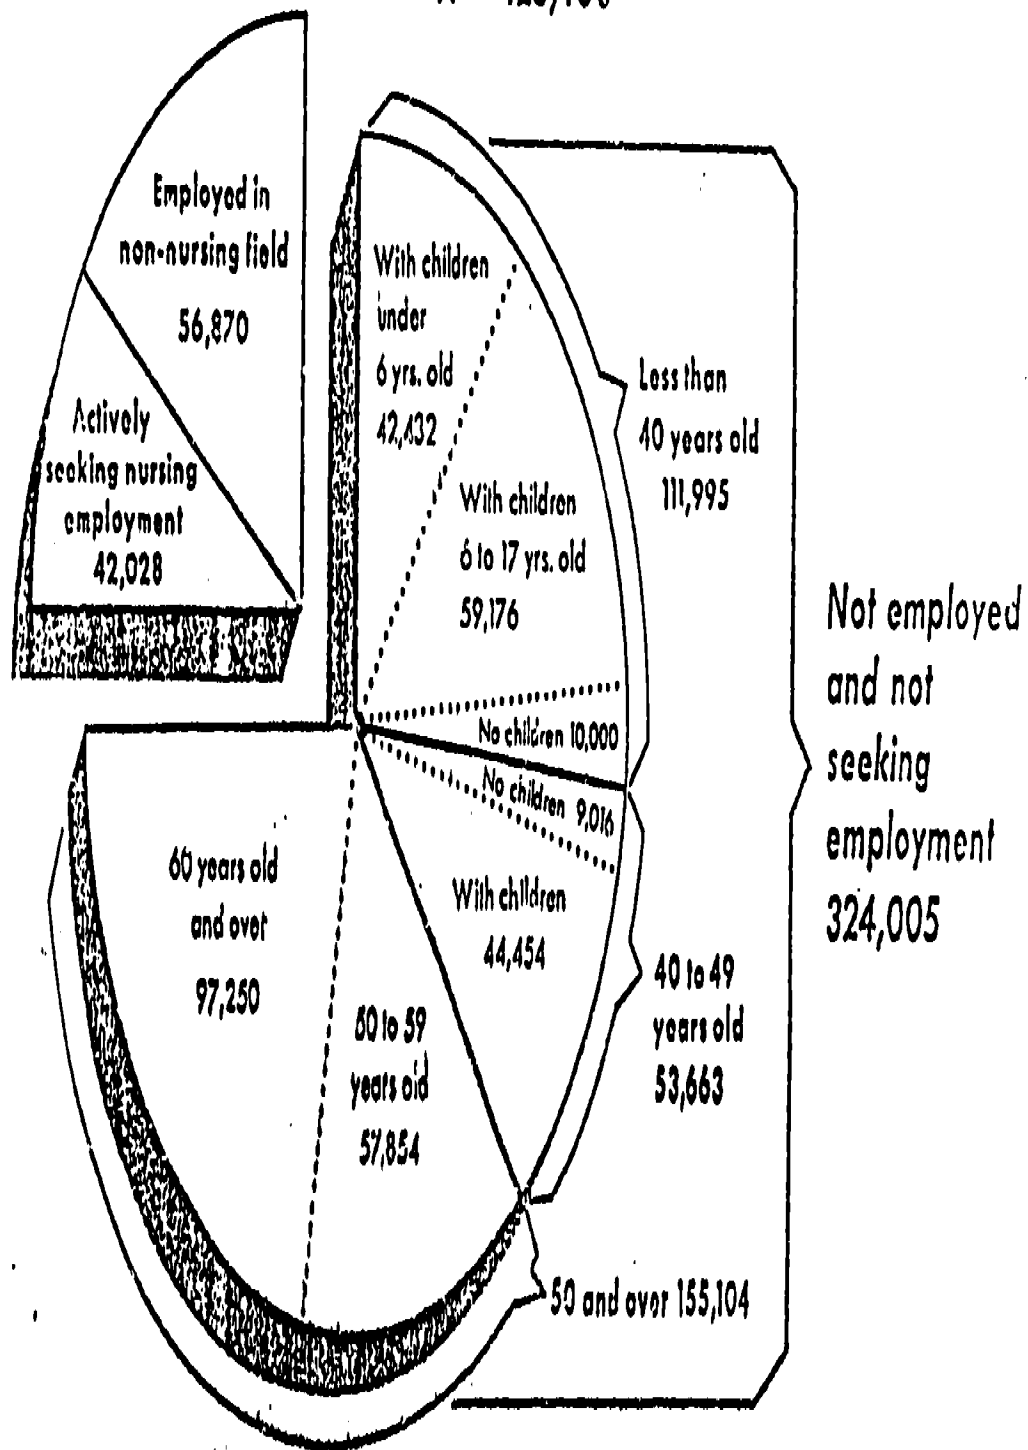 Employed in
non-nursing field
56,870
Actively
seeking nursing
employment
42,028
With children
under
6 yrs. old
42,432
With children
6 to 17 yrs. old
59,176
No children 10,000
No children 9,016
With children
44,454
60 years old
and over
97,250
50 to 59
years old
57,854
Less than
40 years old
111,995
40 to 49
years old
53,663
50 and over 155,104
Not employed
and not
seeking
employment
324,005